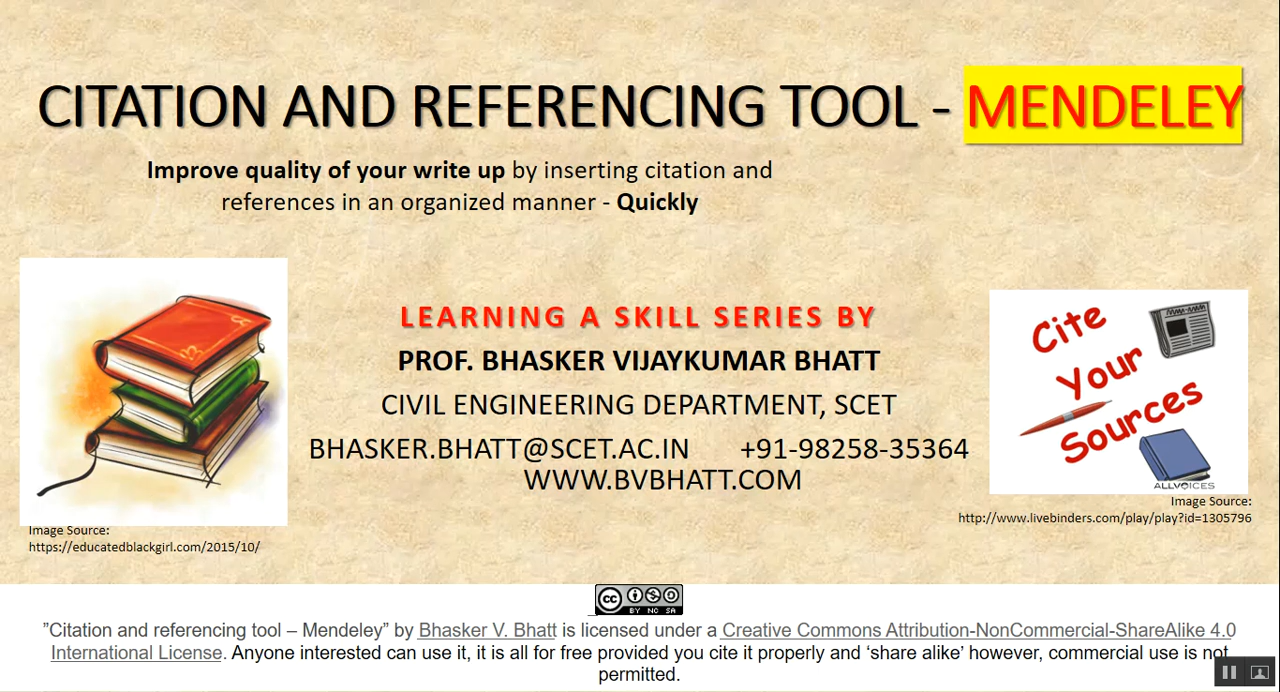 CITATION AND REFERENCING TOOL - MENDELEY
Improve quality of your write up by inserting citation and
references in an organized manner - Quickly
LEARNING A SKILL SERIES BY
PROF. BHASKER VIJAYKUMAR BHATT
CIVIL ENGINEERING DEPARTMENT, SCET
BHASKER.BHATT@SCET.AC.IN +91-98258-35364
WWW.BVBHATT.COM
Cite
Your
Sources
ALLVOICES
Image Source:
http://www.livebinders.com/play/play?id=1305796
Image Source:
https://educatedblackgirl.com/2015/10/
cc
BY NC SA
”Citation and referencing tool – Mendeley” by Bhasker V. Bhatt is licensed under a Creative Commons Attribution-NonCommercial-ShareAlike 4.0
International License. Anyone interested can use it, it is all for free provided you cite it properly and ‘share alike’ however, commercial use is not
permitted.